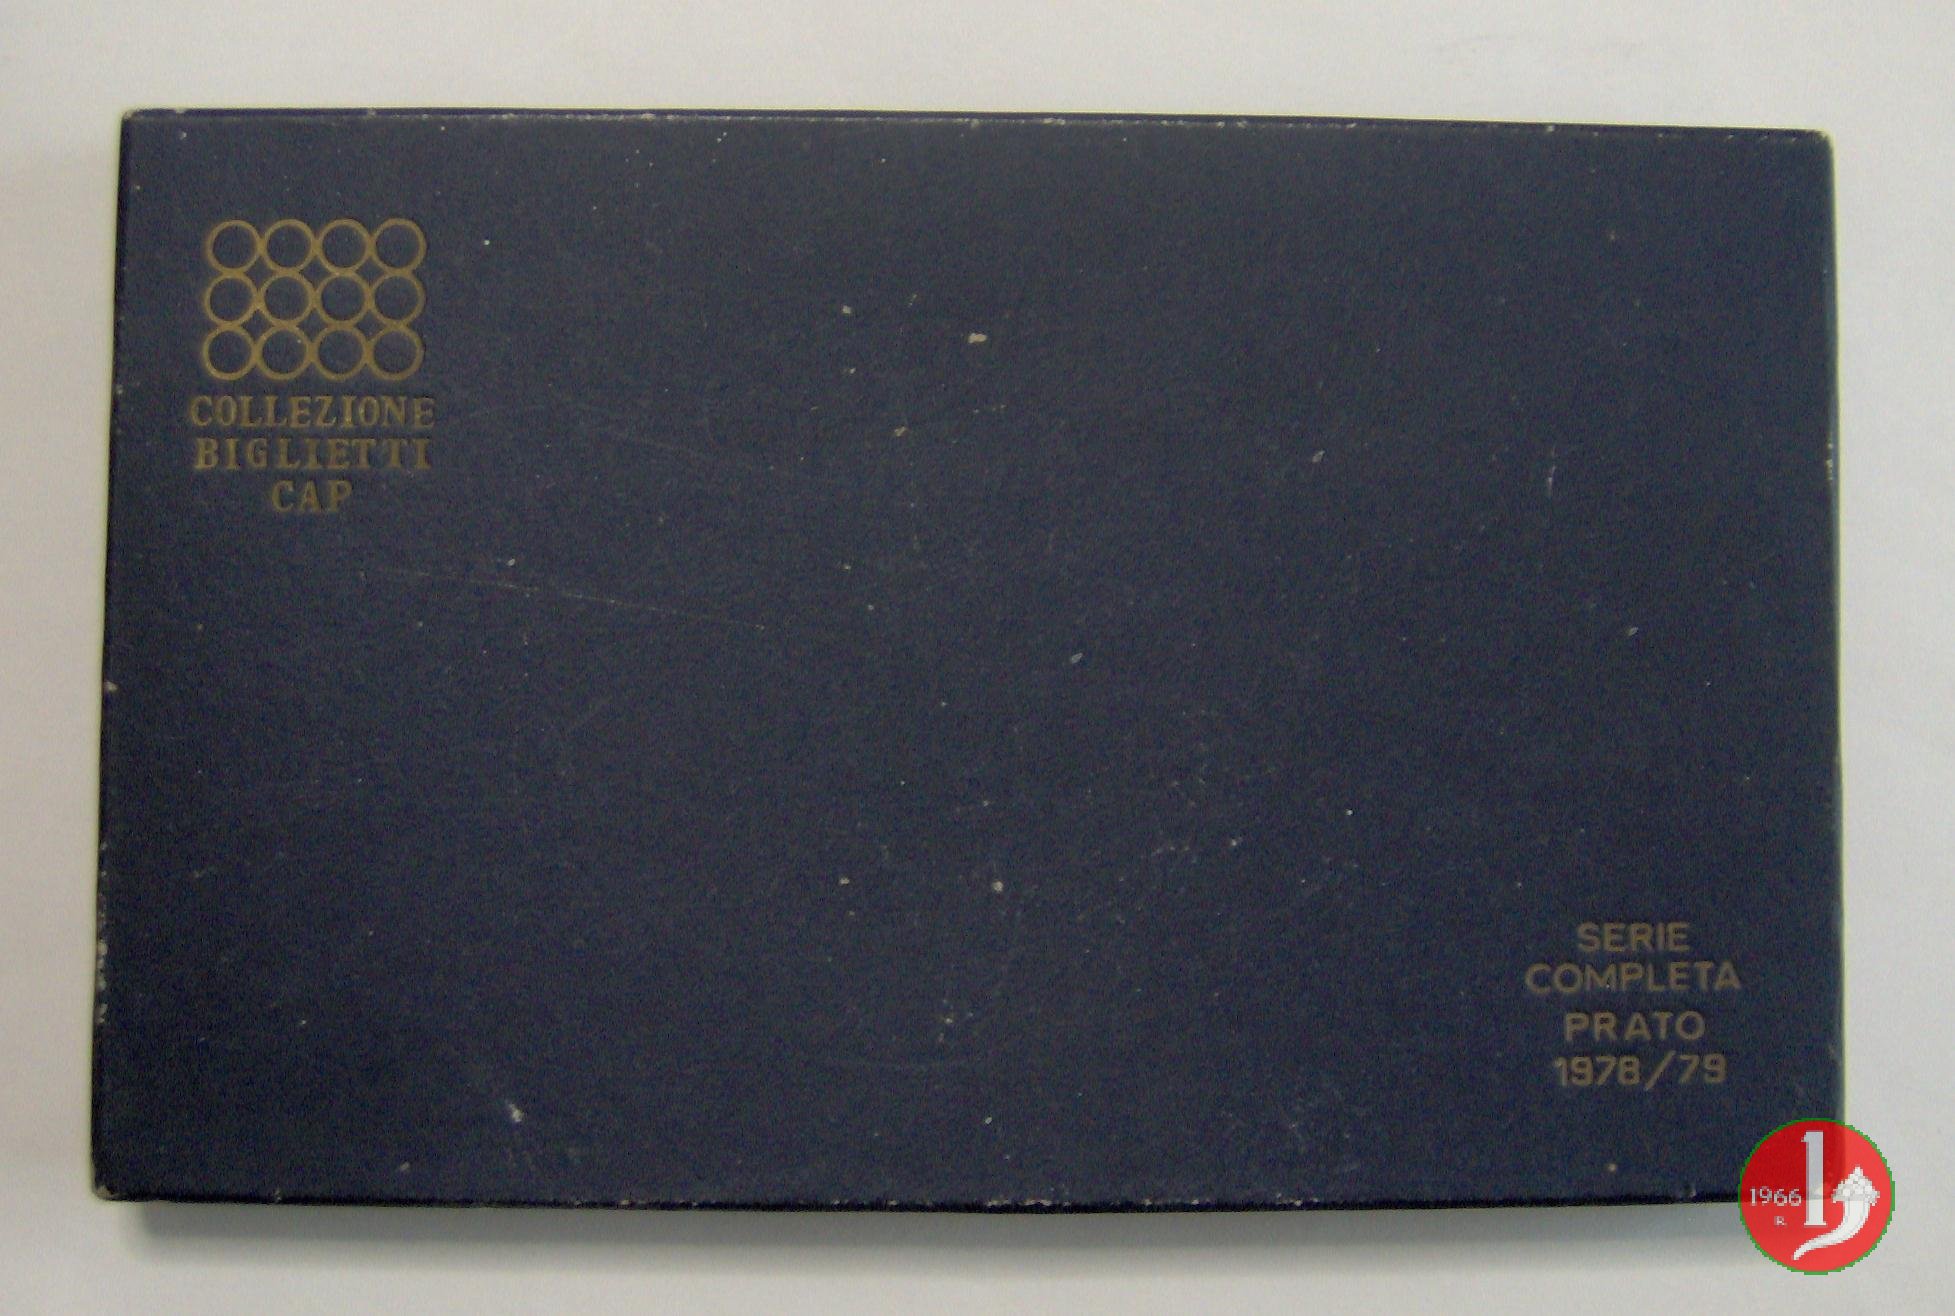 COLLEZIONE
BIGLIETTI
CAP
SERIE
COMPLETA
PRATO
1978/79
1966
R